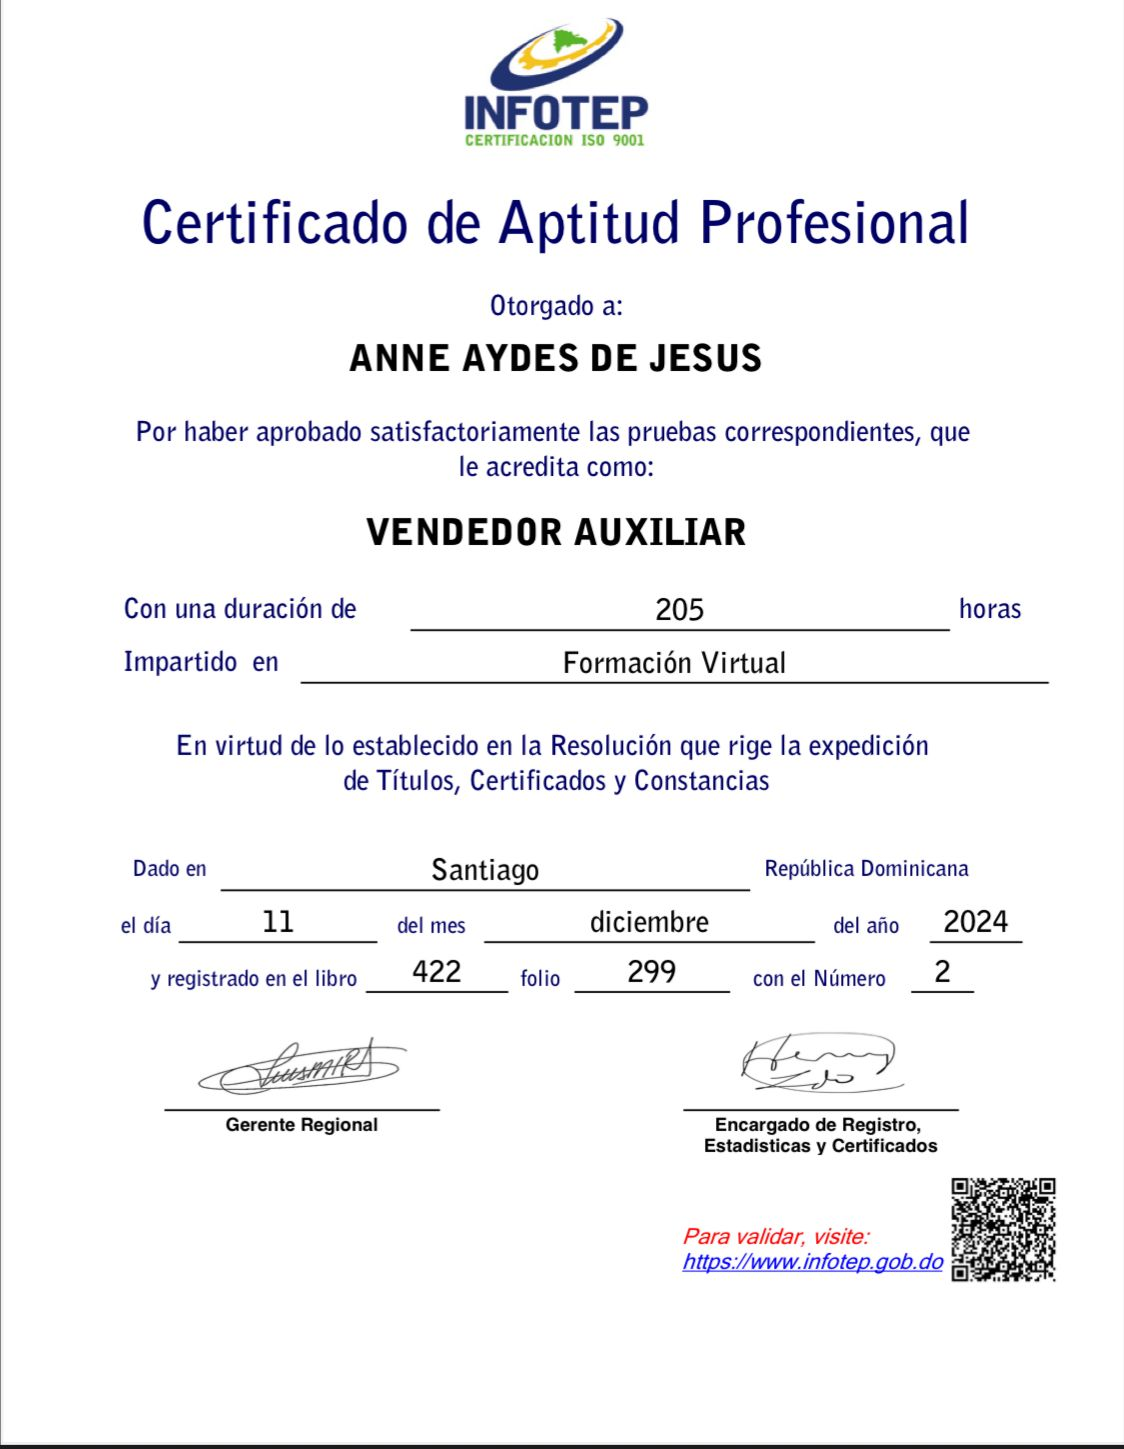 INFOTEP
CERTIFICACION ISO 9001
Certificado de Aptitud Profesional
Otorgado a:
ANNE AYDES DE JESUS
Por haber aprobado satisfactoriamente las pruebas correspondientes, que
le acredita como:
VENDEDOR AUXILIAR
Con una duración de 205 horas
Impartido en Formación Virtual
En virtud de lo establecido en la Resolución que rige la expedición
de Títulos, Certificados y Constancias
Dado en Santiago República Dominicana
el día 11 del mes diciembre del año 2024
y registrado en el libro 422 folio 299 con el Número 2
Gerente Regional
Encargado de Registro,
Estadisticas y Certificados
Para validar, visite:
https://www.infotep.gob.do